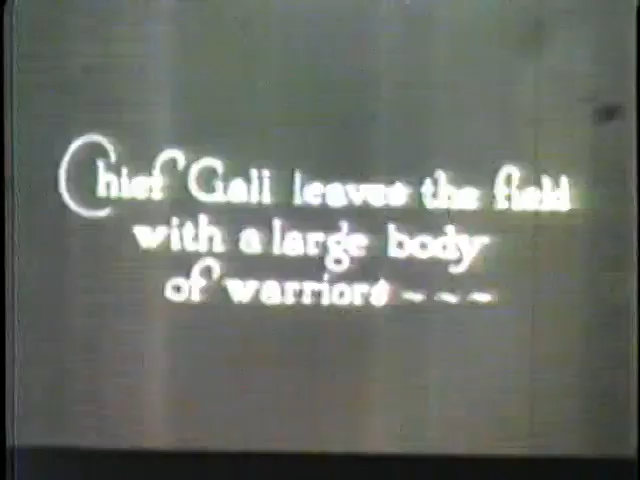 Chief Gall leaves the field
with a large body
of warriors ~ ~ ~